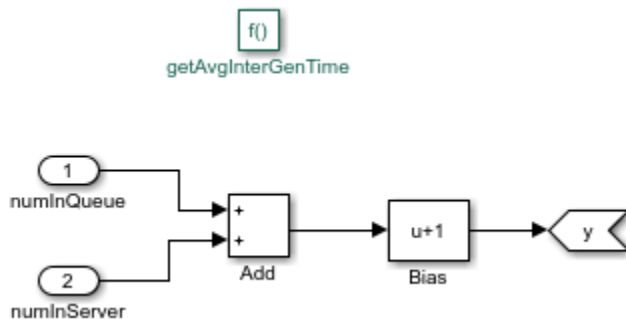 f()
getAvgInterGenTime
1
numInQueue
+
+
Add
u+1
Bias
y
2
numInServer